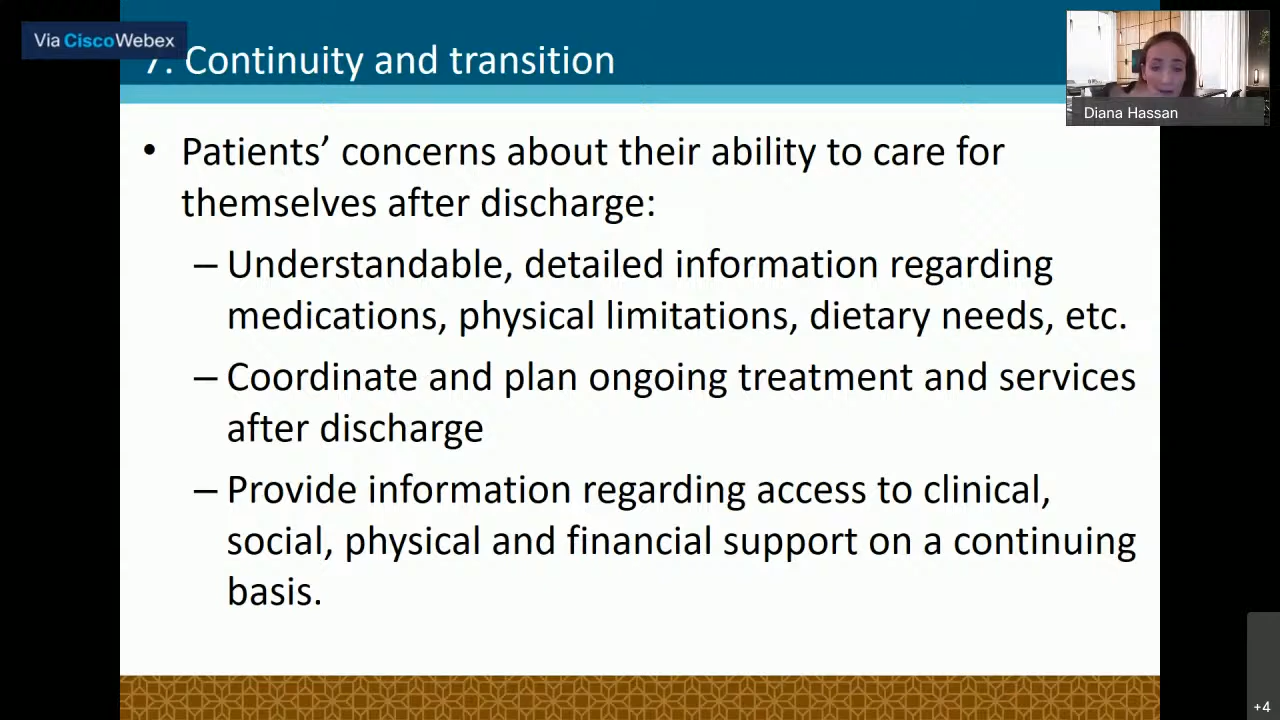 Via CiscoWebex
7. Continuity and transition
Diana Hassan
• Patients’ concerns about their ability to care for
themselves after discharge:
– Understandable, detailed information regarding
medications, physical limitations, dietary needs, etc.
– Coordinate and plan ongoing treatment and services
after discharge
– Provide information regarding access to clinical,
social, physical and financial support on a continuing
basis.
+4